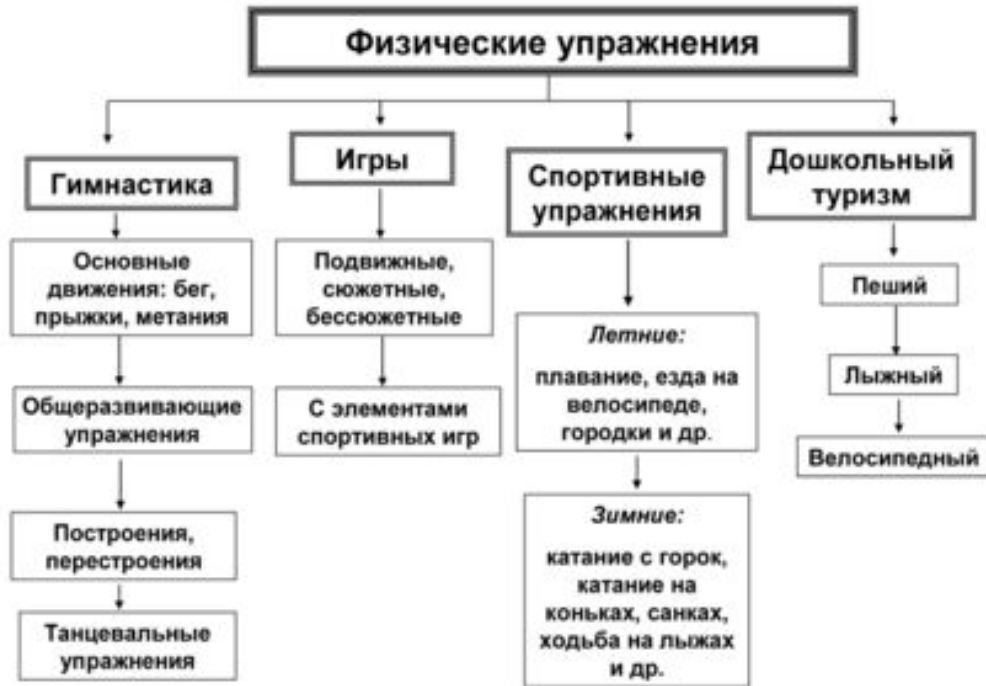 Физические упражнения
Гимнастика
Основные
движения: бег,
прыжки, метания
Общеразвивающие
упражнения
Построения,
перестроения
Танцевальные
упражнения
Игры
Подвижные,
сюжетные,
бессюжетные
С элементами
спортивных игр
Спортивные
упражнения
Летние:
плавание, езда на
велосипеде,
городки и др.
Зимние:
катание с горок,
катание на
коньках, санках,
ходьба на лыжах
и др.
Дошкольный
туризм
Пеший
Лыжный
Велосипедный